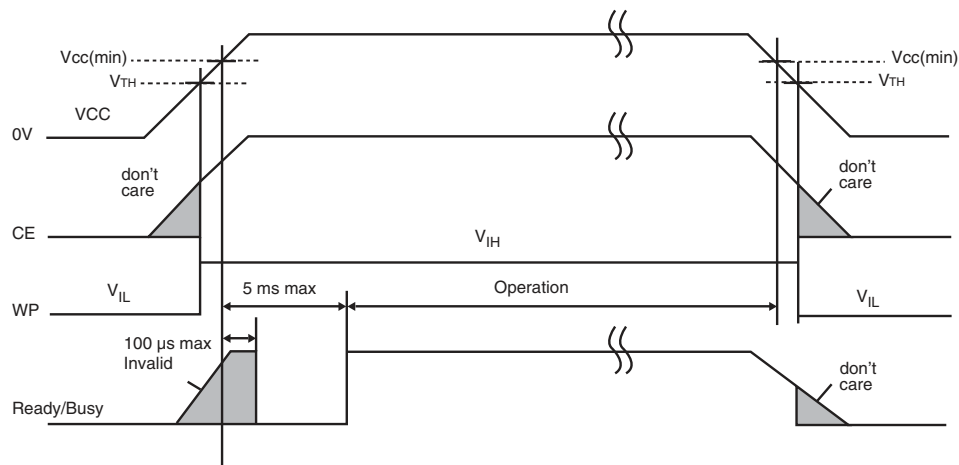 Vcc(min)
VTH
VCC
0V
Vcc(min)
VTH
don't
care
don't
care
CE
VIH
VIL
5 ms max
Operation
VIL
WP
100 µs max
Invalid
don't
care
Ready/Busy